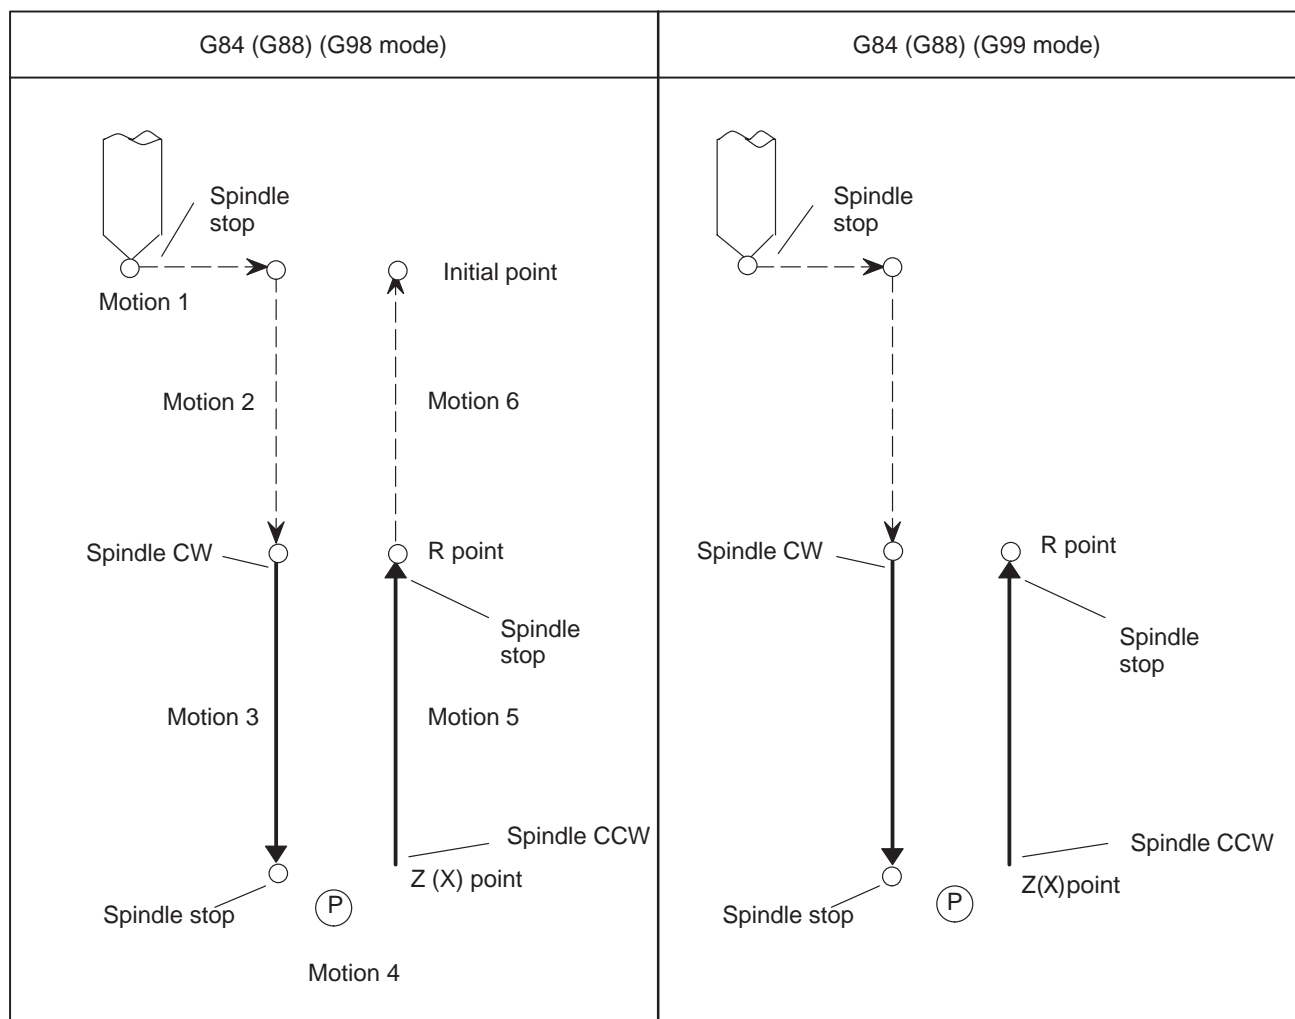 G84 (G88) (G98 mode)
G84 (G88) (G99 mode)
Spindle
stop
Initial point
Motion 1
Motion 2
Motion 6
Spindle CW
R point
Spindle
stop
Motion 3
Motion 5
Spindle CCW
Z (X) point
Spindle stop
P
Motion 4
Spindle
stop
Spindle CW
R point
Spindle
stop
Spindle CCW
Z(X)point
Spindle stop
P